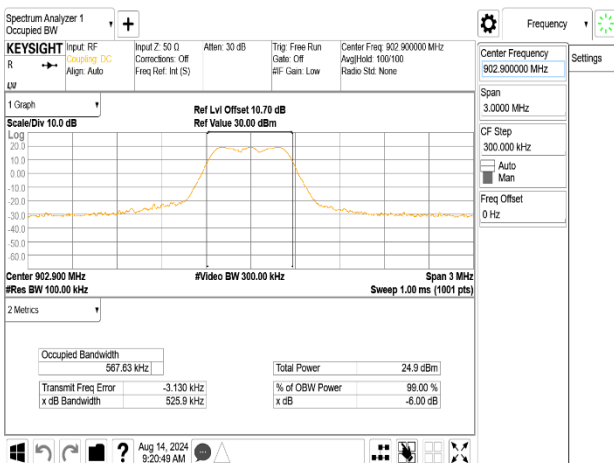 Spectrum Analyzer 1
Occupied BW
Frequency
KEYSIGHT
R
Input: RF
Coupling: DC
Align: Auto
Input Z: 50 Ω
Corrections: Off
Freq Ref: Int (S)
Atten: 30 dB
Trig: Free Run
Gate: Off
#IF Gain: Low
Center Freq: 902.900000 MHz
Avg|Hold: 100/100
Radio Std: None
LXI
Center Frequency
902.900000 MHz
Settings
Span
3.0000 MHz
CF Step
300.000 kHz
Auto
Man
Freq Offset
0 Hz
1 Graph
Scale/Div 10.0 dB
Ref Lvl Offset 10.70 dB
Ref Value 30.00 dBm
Log
20.0
10.0
0.00
-10.0
-20.0
-30.0
-40.0
-50.0
-60.0
Center 902.900 MHz
#Video BW 300.00 kHz
Span 3 MHz
#Res BW 100.00 kHz
Sweep 1.00 ms (1001 pts)
2 Metrics
Occupied Bandwidth
567.63 kHz
Total Power 24.9 dBm
Transmit Freq Error -3.130 kHz
% of OBW Power 99.00 %
x dB Bandwidth 525.9 kHz
x dB -6.00 dB
Aug 14, 2024
9:20:49 AM